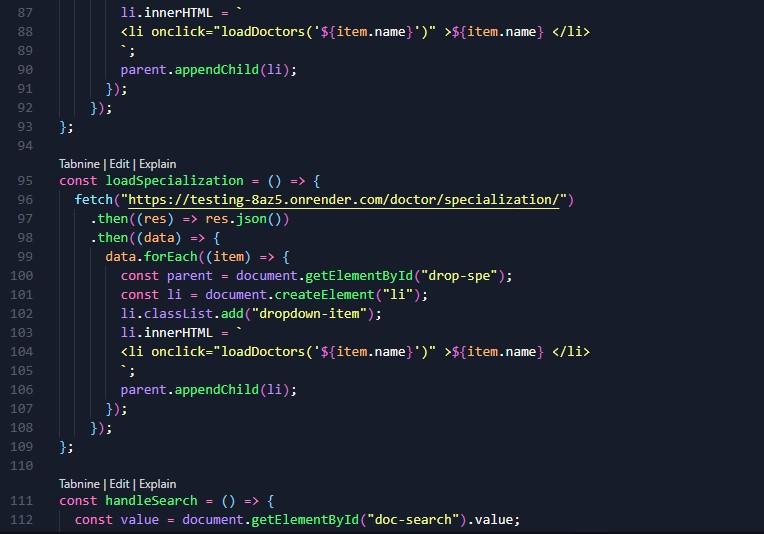 87 li.innerHTML = `
88 <li onclick="loadDoctors('${item.name}')" >${item.name} </li>
89 `;
90 parent.appendChild(li);
91 });
92 });
93 };
94
Tabnine | Edit | Explain
95 const loadSpecialization = () => {
96 fetch("https://testing-8az5.onrender.com/doctor/specialization/")
97 .then((res) => res.json())
98 .then((data) => {
99 data.forEach((item) => {
100 const parent = document.getElementById("drop-spe");
101 const li = document.createElement("li");
102 li.classList.add("dropdown-item");
103 li.innerHTML = `
104 <li onclick="loadDoctors('${item.name}')" >${item.name} </li>
105 `;
106 parent.appendChild(li);
107 });
108 });
109 };
110
Tabnine | Edit | Explain
111 const handleSearch = () => {
112 const value = document.getElementById("doc-search").value;